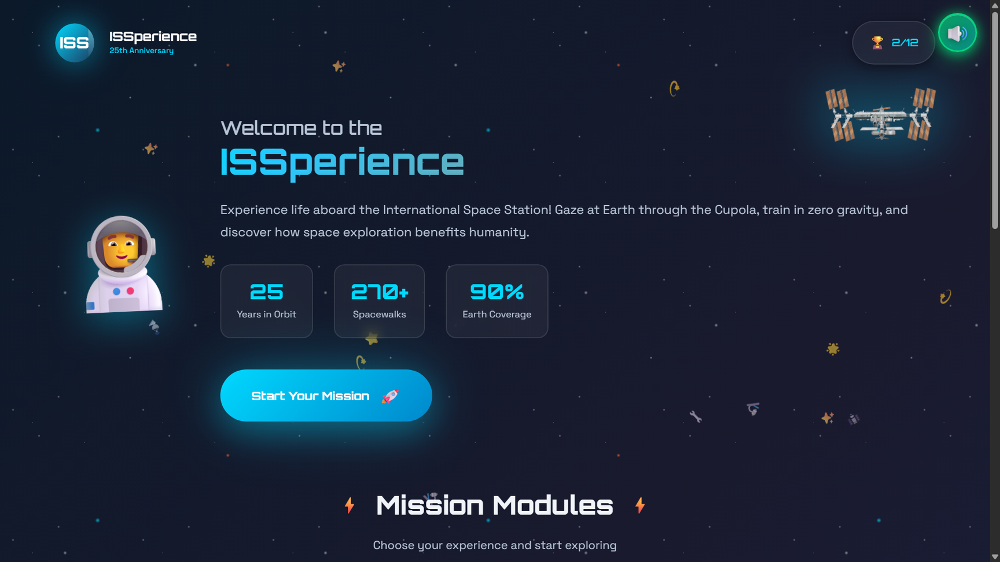 ISS
ISSperience
25th Anniversary
2/12
Welcome to the
ISSperience
Experience life aboard the International Space Station! Gaze at Earth through the Cupola, train in zero gravity, and
discover how space exploration benefits humanity.
25
Years in Orbit
270+
Spacewalks
90%
Earth Coverage
Start Your Mission
Mission Modules
Choose your experience and start exploring